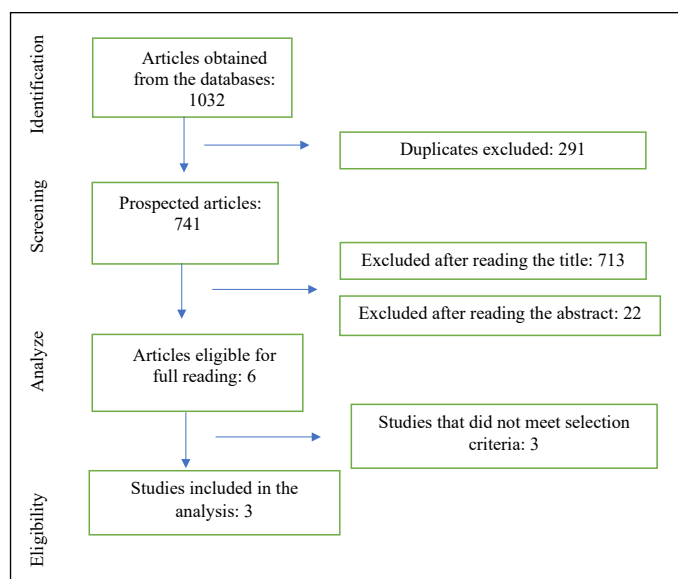 Identification
Articles obtained
from the databases:
1032
Duplicates excluded: 291
Screening
Prospected articles:
741
Excluded after reading the title: 713
Excluded after reading the abstract: 22
Analyze
Articles eligible for
full reading: 6
Studies that did not meet selection
criteria: 3
Eligibility
Studies included in the
analysis: 3